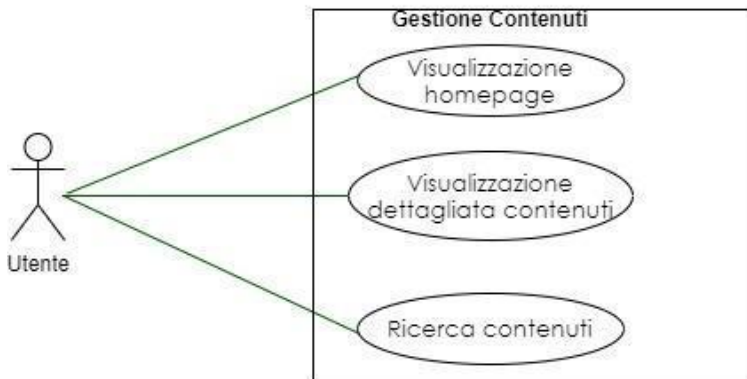 Gestione Contenuti
Visualizzazione
homepage
Visualizzazione
dettagliata contenuti
Utente
Ricerca contenuti